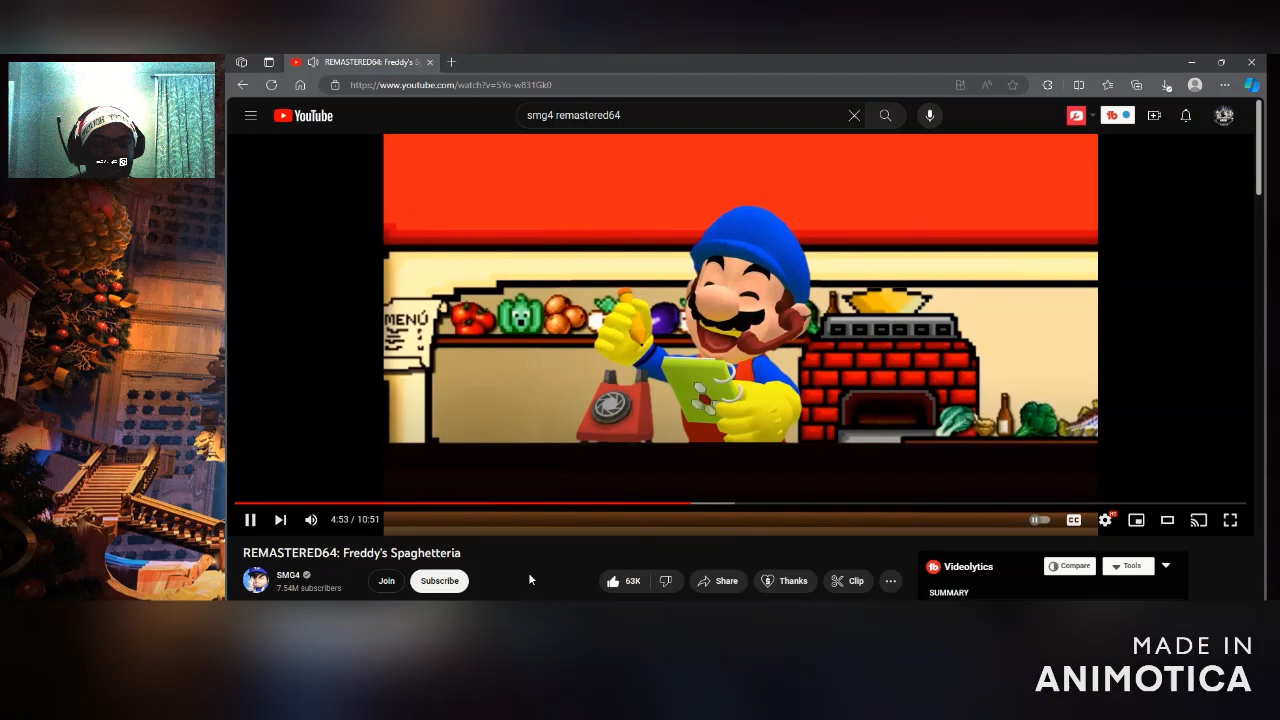 REMASTERED64: Freddy's S
https://www.youtube.com/watch?v=5Yo-w831Gk0
YouTube
smg4 remastered64
MENÚ
4:53 / 10:51
CC
REMASTERED64: Freddy's Spaghetteria
SMG4
7.54M subscribers
Join
Subscribe
63K
Share
Thanks
Clip
Videolytics
Compare
Tools
SUMMARY
MADE IN
ANIMOTICA